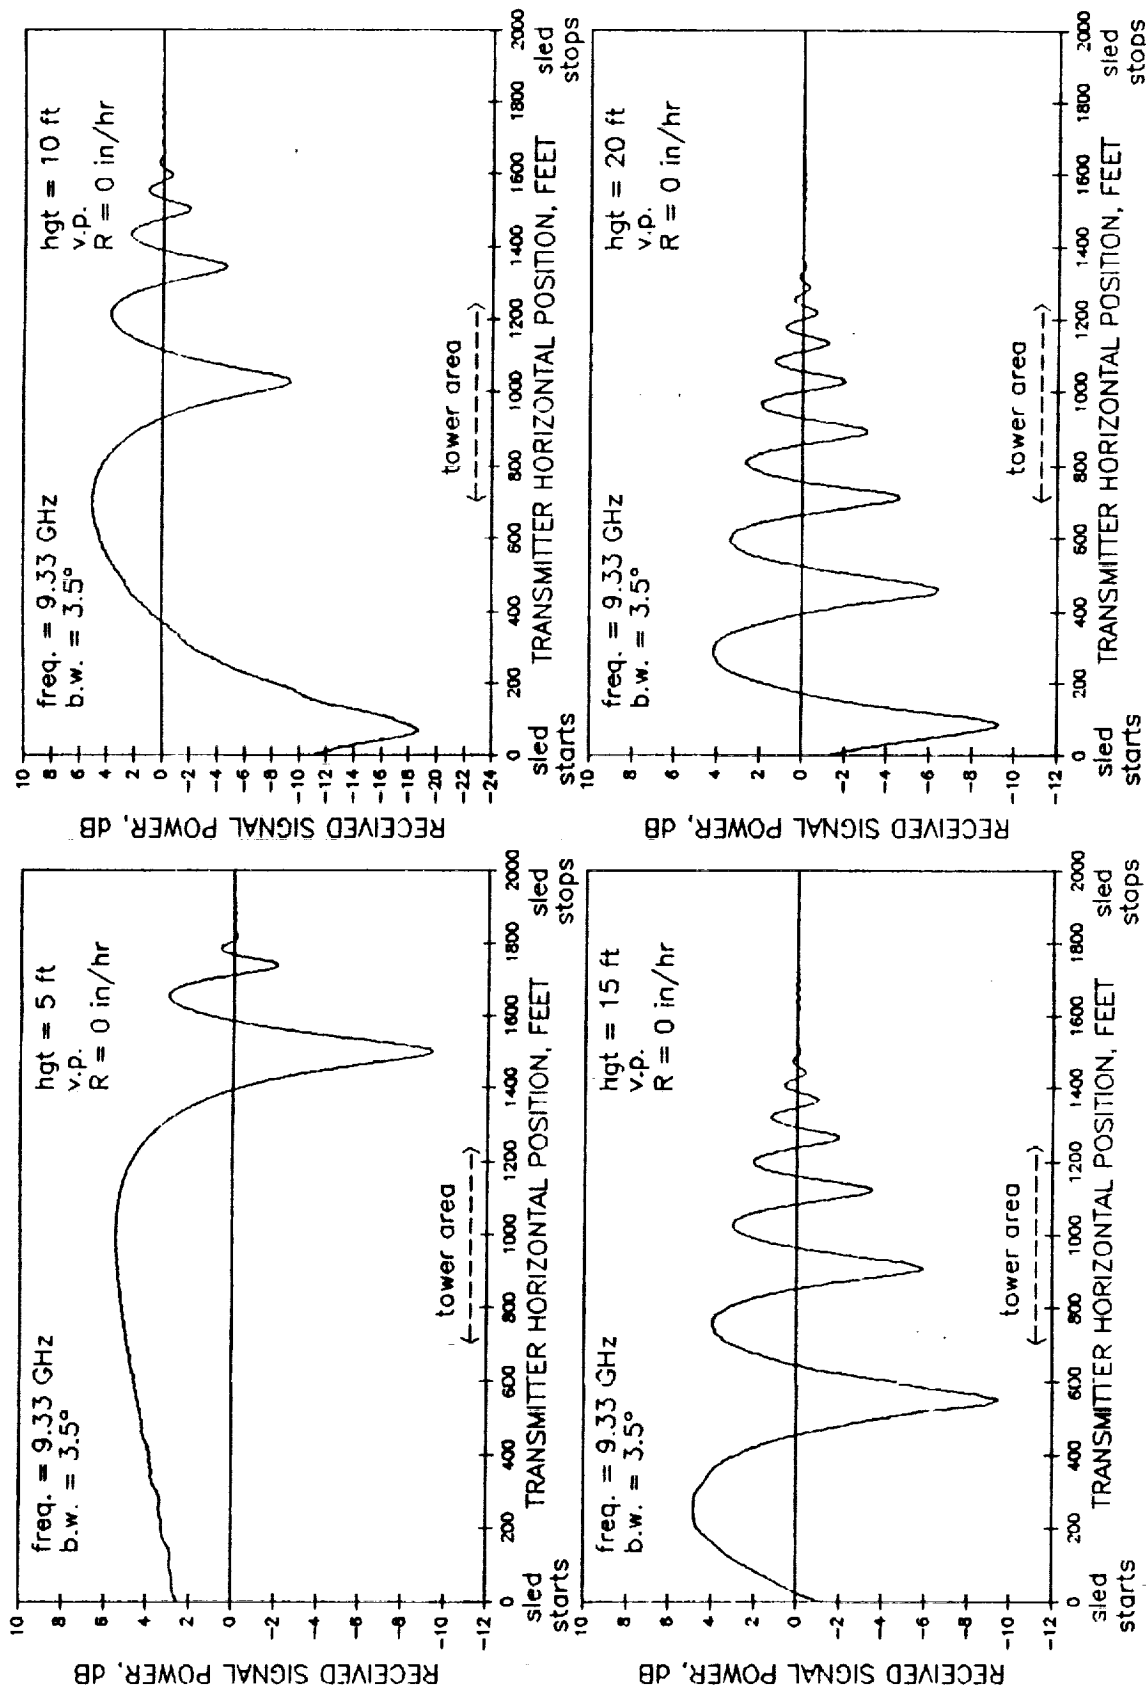 10
8
6
4
2
0
-2
-4
-6
-8
-10
-12
RECEIVED SIGNAL POWER, dB
freq. = 9.33 GHz
b.w. = 3.5°
hgt = 5 ft
v.p.
R = 0 in/hr
tower area
0 200 400 600 800 1000 1200 1400 1600 1800 2000
sled starts
TRANSMITTER HORIZONTAL POSITION, FEET
sled stops
10
8
6
4
2
0
-2
-4
-6
-8
-10
-12
-14
-16
-18
-20
-22
-24
RECEIVED SIGNAL POWER, dB
freq. = 9.33 GHz
b.w. = 3.5°
hgt = 10 ft
v.p.
R = 0 in/hr
tower area
0 200 400 600 800 1000 1200 1400 1600 1800 2000
sled starts
TRANSMITTER HORIZONTAL POSITION, FEET
sled stops
10
8
6
4
2
0
-2
-4
-6
-8
-10
-12
RECEIVED SIGNAL POWER, dB
freq. = 9.33 GHz
b.w. = 3.5°
hgt = 15 ft
v.p.
R = 0 in/hr
tower area
0 200 400 600 800 1000 1200 1400 1600 1800 2000
sled starts
TRANSMITTER HORIZONTAL POSITION, FEET
sled stops
10
8
6
4
2
0
-2
-4
-6
-8
-10
-12
RECEIVED SIGNAL POWER, dB
freq. = 9.33 GHz
b.w. = 3.5°
hgt = 20 ft
v.p.
R = 0 in/hr
tower area
0 200 400 600 800 1000 1200 1400 1600 1800 2000
sled starts
TRANSMITTER HORIZONTAL POSITION, FEET
sled stops